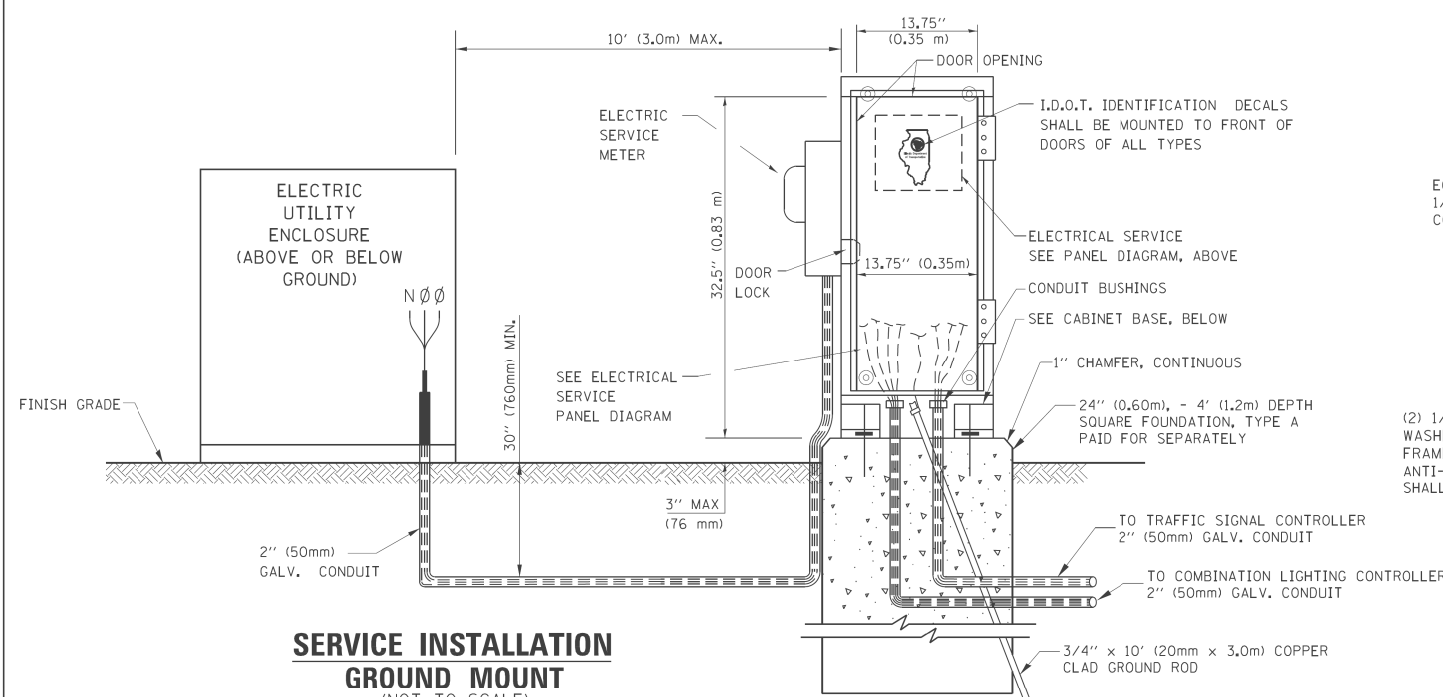 13.75''
(0.35 m)
10' (3.0m) MAX.
DOOR OPENING
ELECTRIC
SERVICE
METER
I.D.O.T. IDENTIFICATION DECALS
SHALL BE MOUNTED TO FRONT OF
DOORS OF ALL TYPES
ELECTRIC
UTILITY
ENCLOSURE
(ABOVE OR BELOW
GROUND)
N Ø Ø
32.5'' (0.83 m)
DOOR
LOCK
13.75'' (0.35m)
ELECTRICAL SERVICE
SEE PANEL DIAGRAM, ABOVE
CONDUIT BUSHINGS
SEE CABINET BASE, BELOW
1'' CHAMFER, CONTINUOUS
24'' (0.60m), - 4' (1.2m) DEPTH
SQUARE FOUNDATION, TYPE A
PAID FOR SEPARATELY
SEE ELECTRICAL
SERVICE
PANEL DIAGRAM
30'' (760mm) MIN.
FINISH GRADE
3'' MAX
(76 mm)
2'' (50mm)
GALV. CONDUIT
TO TRAFFIC SIGNAL CONTROLLER
2'' (50mm) GALV. CONDUIT
TO COMBINATION LIGHTING CONTROLLER
2'' (50mm) GALV. CONDUIT
3/4'' x 10' (20mm x 3.0m) COPPER
CLAD GROUND ROD
SERVICE INSTALLATION
GROUND MOUNT
(NOT TO SCALE)
(2) 1/
WASH
FRAM
ANTI-
SHALL